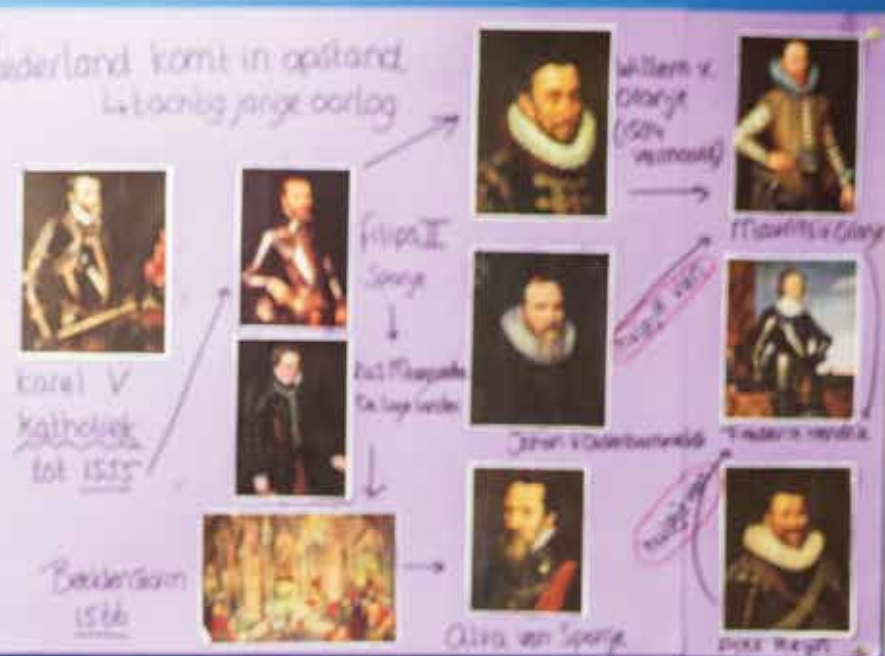 ederland komt in opstand
↳ tachtig jarige oorlog
Karel V
Katholiek
tot 1555
Filips II
Spanje
Beeldenstorm
1566
Willem v.
Oranje
(1584
vermoord)
Maurits v. Oranje
Johan v Oldenbarnevelt
Frederik Hendrik
Alva van Spanje
Piet Heyn